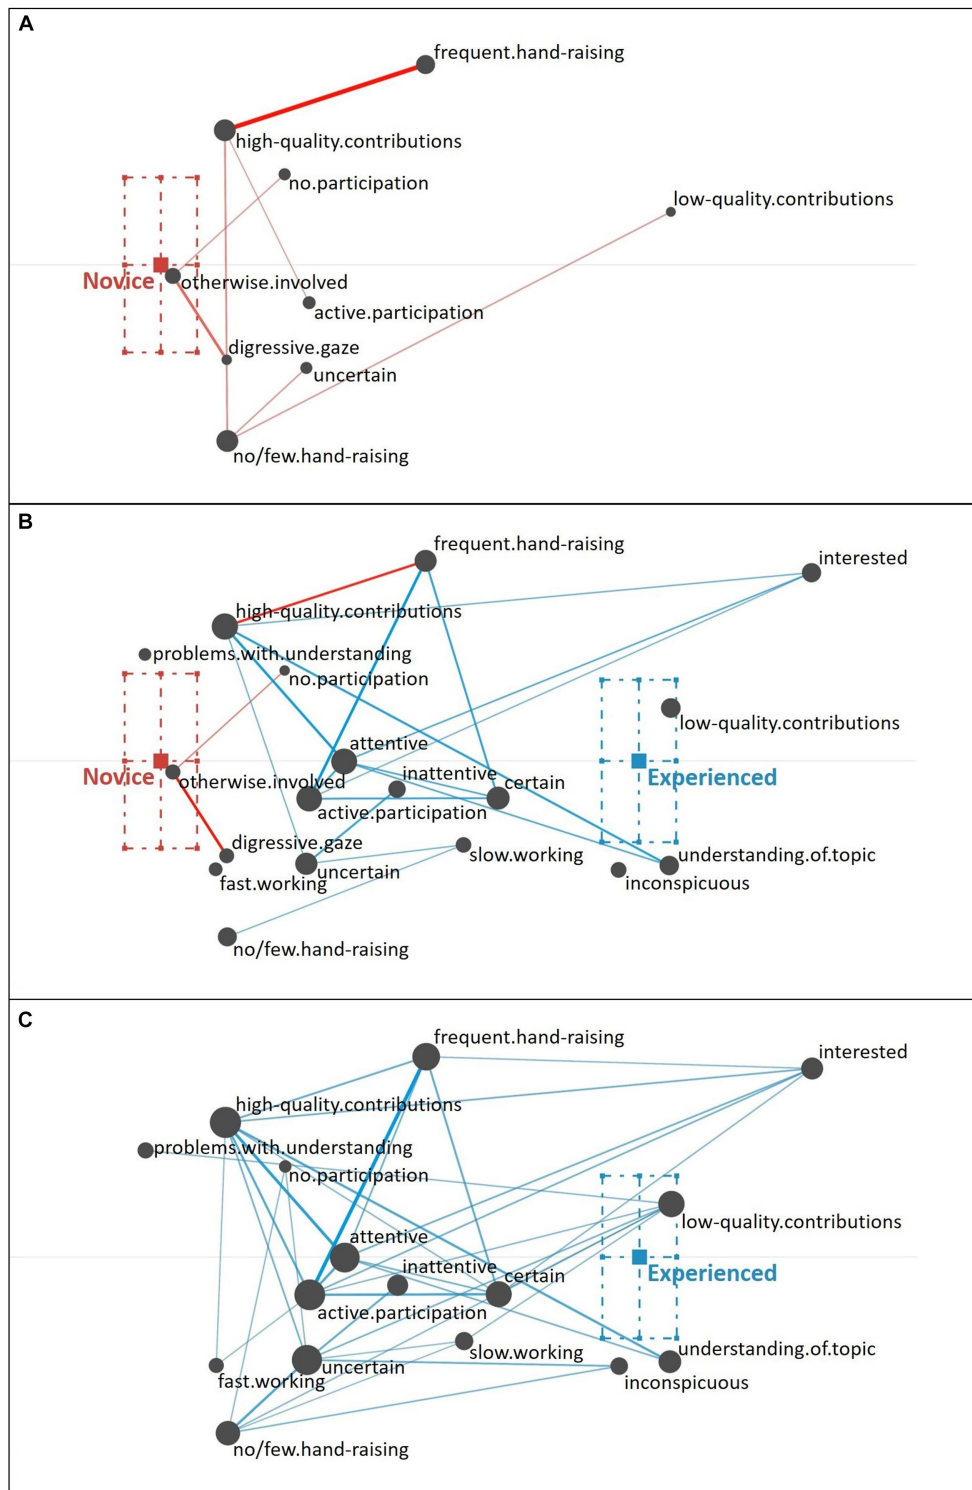 A
frequent.hand-raising
high-quality.contributions
no.participation
low-quality.contributions
Novice
otherwise.involved
active.participation
digressive.gaze
uncertain
no/few.hand-raising
B
frequent.hand-raising
interested
high-quality.contributions
problems.with.understanding
no.participation
low-quality.contributions
attentive
Novice
otherwise.involved
inattentive
certain
Experienced
active.participation
digressive.gaze
slow.working
understanding.of.topic
fast.working
uncertain
inconspicuous
no/few.hand-raising
C
frequent.hand-raising
interested
high-quality.contributions
problems.with.understanding
no.participation
low-quality.contributions
attentive
inattentive
certain
Experienced
active.participation
slow.working
understanding.of.topic
fast.working
uncertain
inconspicuous
no/few.hand-raising